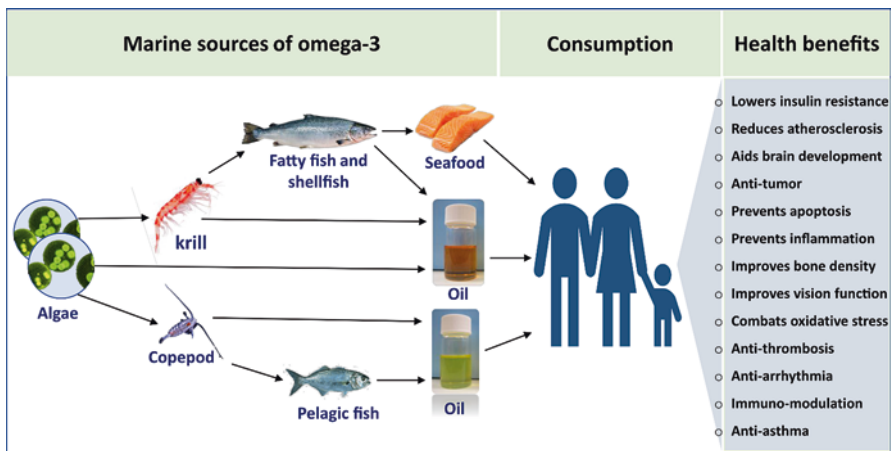 Marine sources of omega-3
Consumption
Health benefits
Fatty fish and
shellfish
Seafood
krill
Oil
Algae
Copepod
Pelagic fish
Oil
Lowers insulin resistance
Reduces atherosclerosis
Aids brain development
Anti-tumor
Prevents apoptosis
Prevents inflammation
Improves bone density
Improves vision function
Combats oxidative stress
Anti-thrombosis
Anti-arrhythmia
Immuno-modulation
Anti-asthma